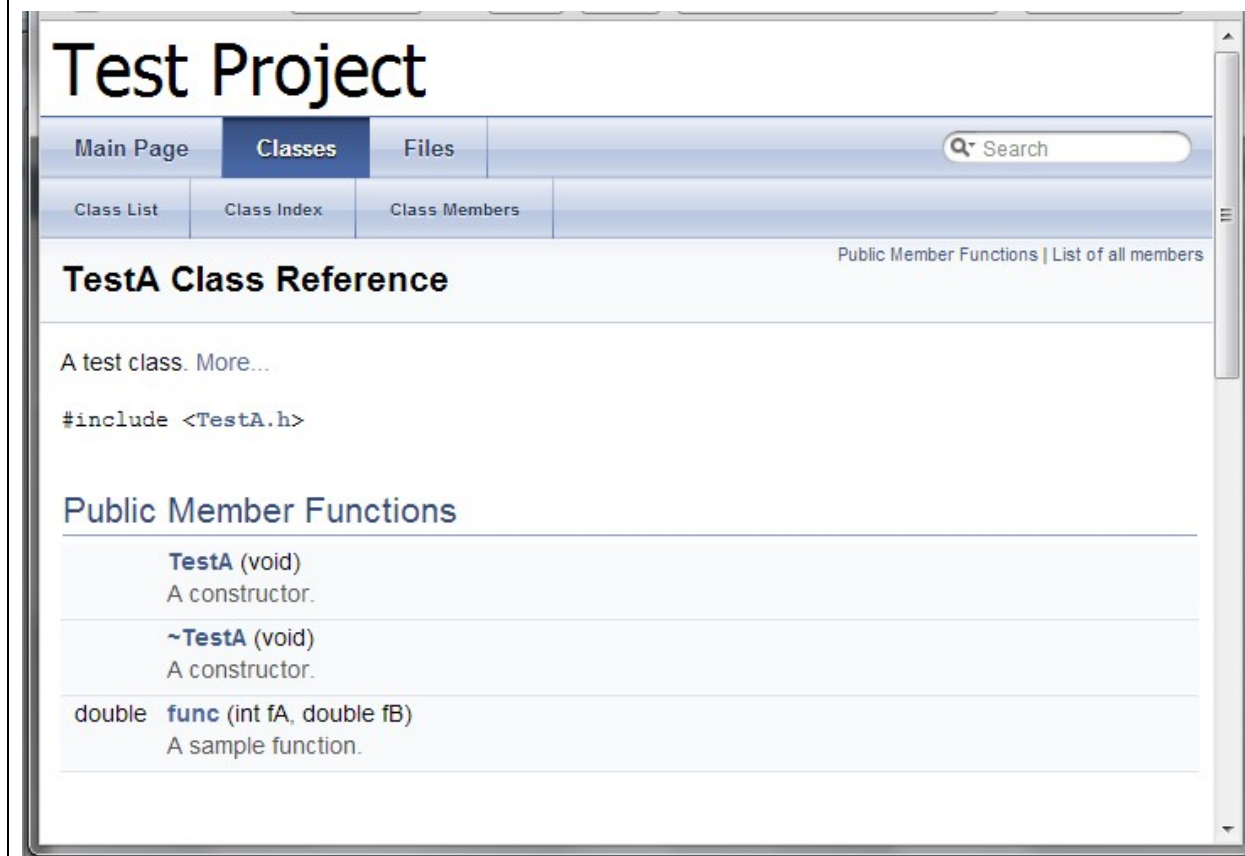 Test Project
Main Page Classes Files Search
Class List Class Index Class Members
Public Member Functions | List of all members
TestA Class Reference
A test class. More...
#include <TestA.h>
Public Member Functions
TestA (void)
A constructor.
~TestA (void)
A constructor.
double func (int fA, double fB)
A sample function.